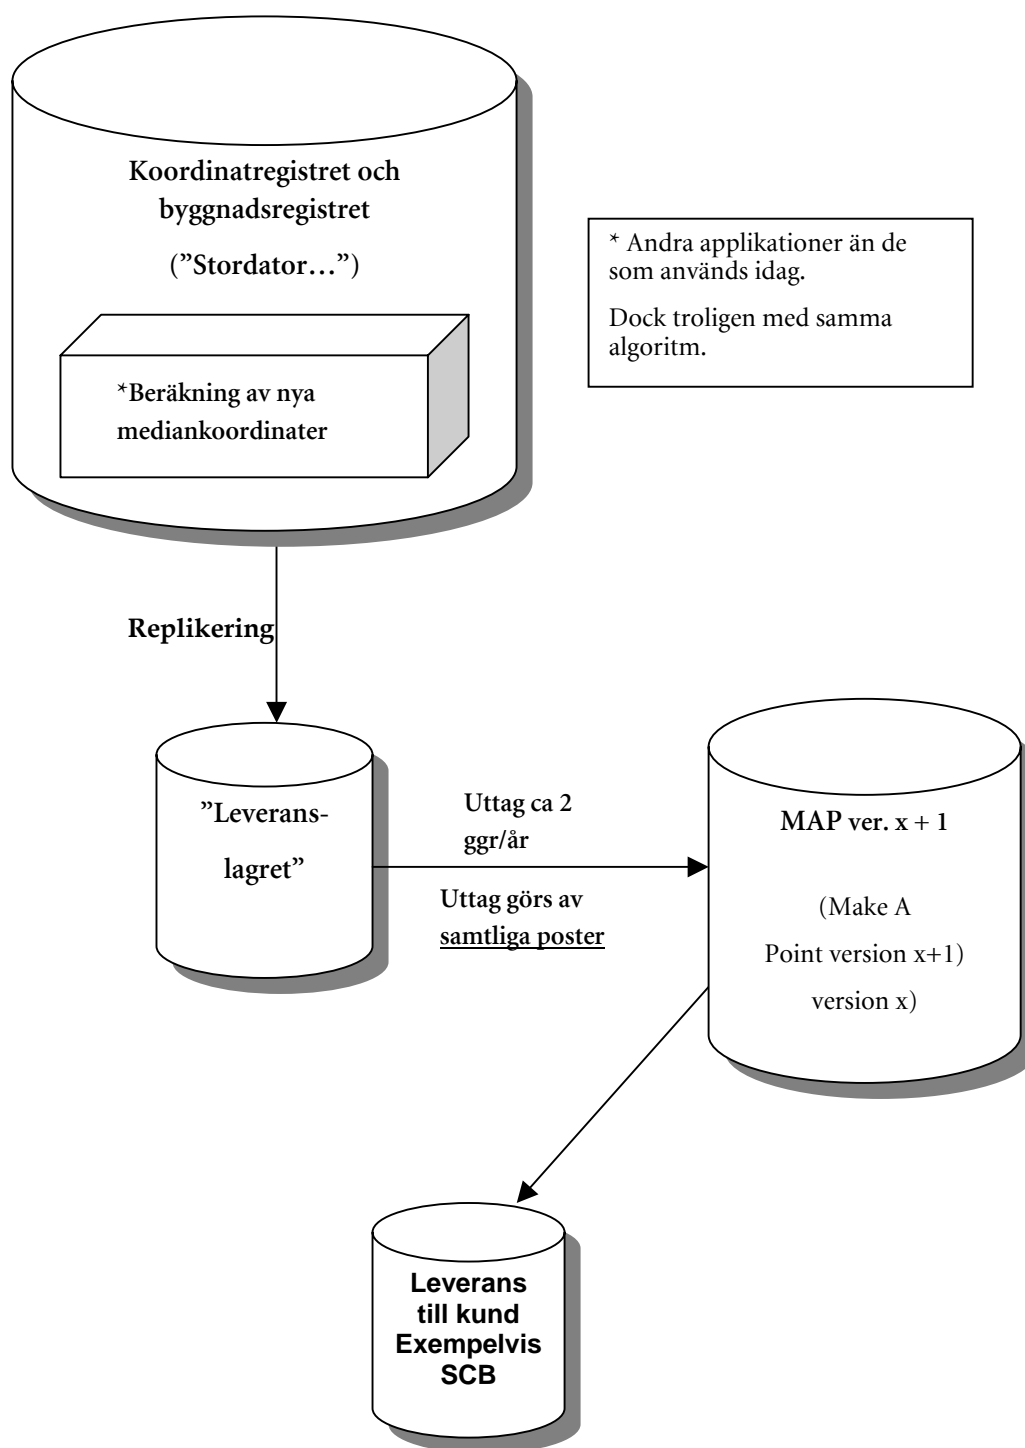 Koordinatregistret och
byggnadsregistret
(”Stordator…”)
*Beräkning av nya
mediankoordinater
* Andra applikationer än de
som används idag.
Dock troligen med samma
algoritm.
Replikering
”Leverans-
lagret”
Uttag ca 2
ggr/år
Uttag görs av
samtliga poster
MAP ver. x + 1
(Make A
Point version x+1)
version x)
Leverans
till kund
Exempelvis
SCB